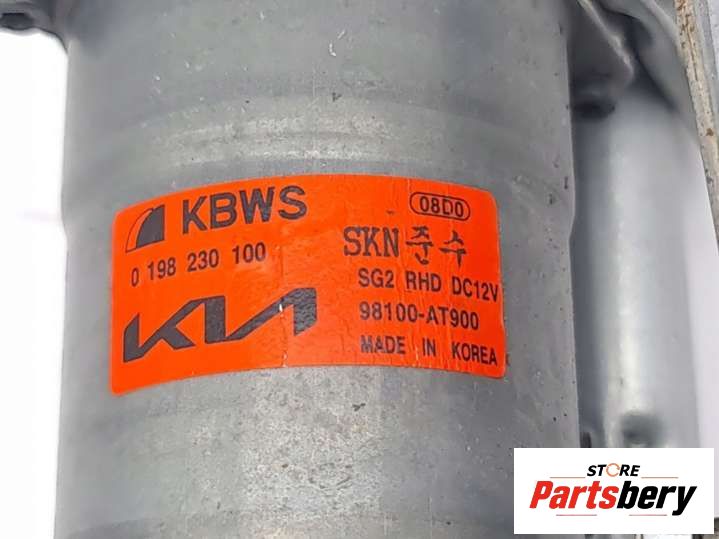 KBWS
08D0
0 198 230 100
SKN준수
SG2 RHD DC12V
KIA
98100-AT900
MADE IN KOREA
STORE
Partsbery